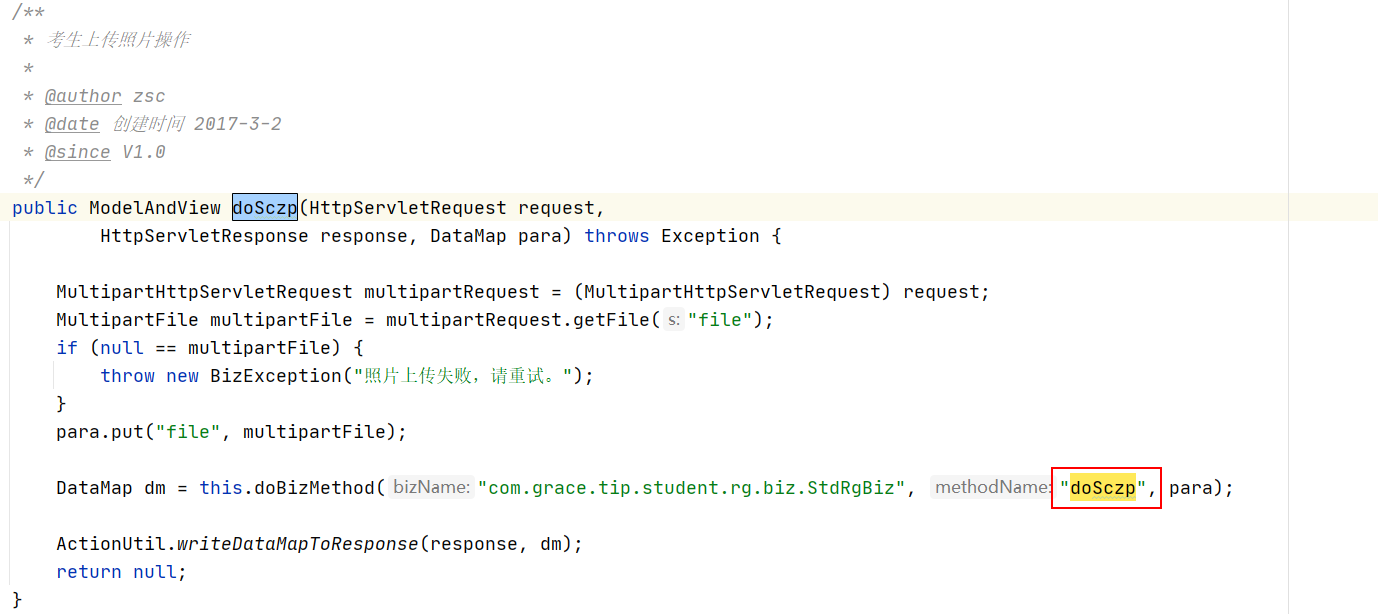 /**
 * 考生上传照片操作
 *
 * @author zsc
 * @date 创建时间 2017-3-2
 * @since V1.0
 */
public ModelAndView doSczp(HttpServletRequest request,
        HttpServletResponse response, DataMap para) throws Exception {
    MultipartHttpServletRequest multipartRequest = (MultipartHttpServletRequest) request;
    MultipartFile multipartFile = multipartRequest.getFile( s: "file");
    if (null == multipartFile) {
        throw new BizException("照片上传失败，请重试。");
    }
    para.put("file", multipartFile);
    DataMap dm = this.doBizMethod( bizName: "com.grace.tip.student.rg.biz.StdRgBiz", methodName: "doSczp", para);
    ActionUtil.writeDataMapToResponse(response, dm);
    return null;
}